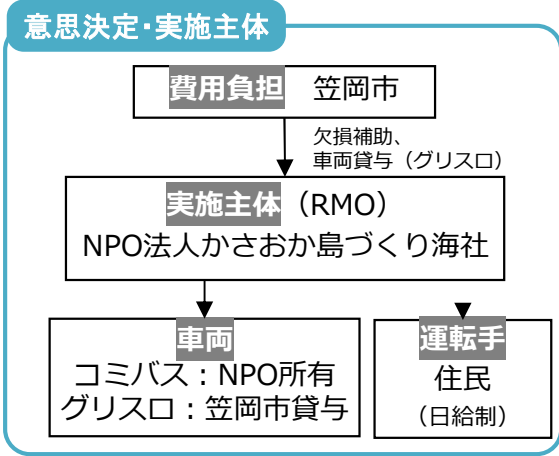 意思決定・実施主体
費用負担 笠岡市
欠損補助、
車両貸与（グリスロ）
実施主体（RMO）
NPO法人かさおか島づくり海社
車両
コミバス：NPO所有
グリスロ：笠岡市貸与
運転手
住民
（日給制）